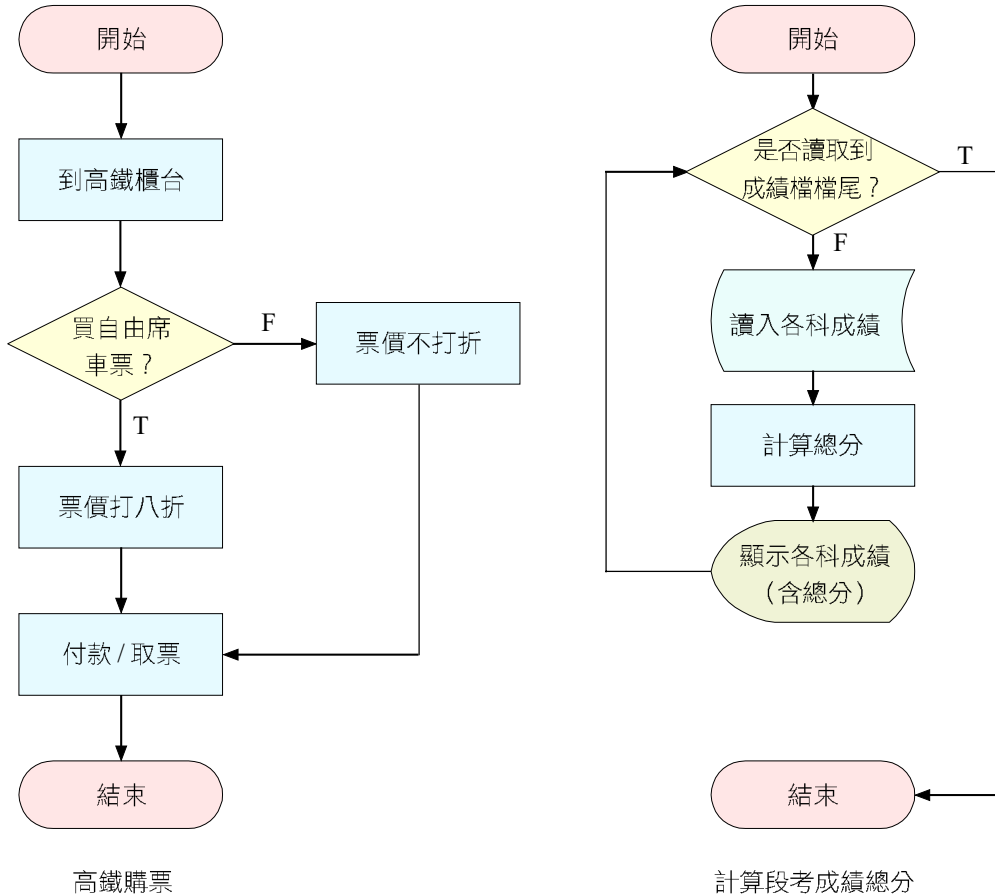 開始
到高鐵櫃台
買自由席
車票？
F
票價不打折
T
票價打八折
付款 / 取票
結束
高鐵購票
開始
是否讀取到
成績檔檔尾？
T
F
讀入各科成績
計算總分
顯示各科成績
（含總分）
結束
計算段考成績總分